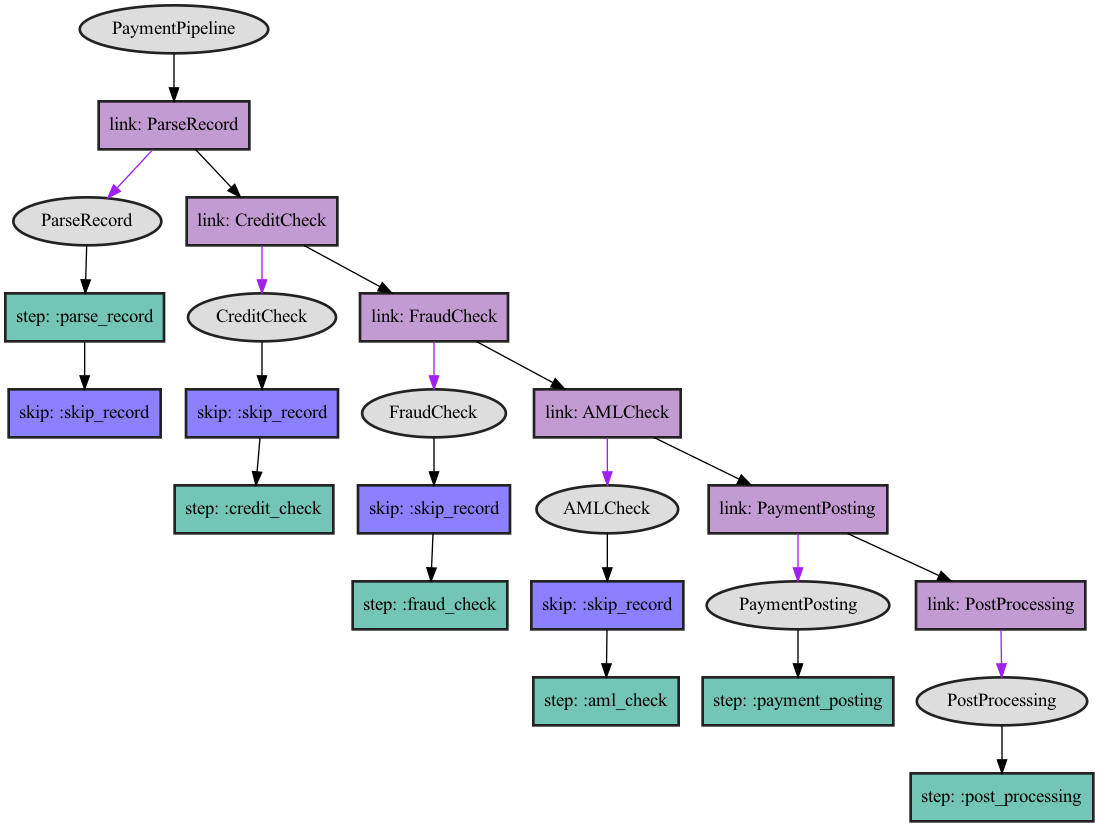 PaymentPipeline
link: ParseRecord
ParseRecord
link: CreditCheck
step: :parse_record
CreditCheck
link: FraudCheck
skip: :skip_record
skip: :skip_record
FraudCheck
link: AMLCheck
step: :credit_check
skip: :skip_record
AMLCheck
link: PaymentPosting
step: :fraud_check
skip: :skip_record
PaymentPosting
link: PostProcessing
step: :aml_check
step: :payment_posting
PostProcessing
step: :post_processing